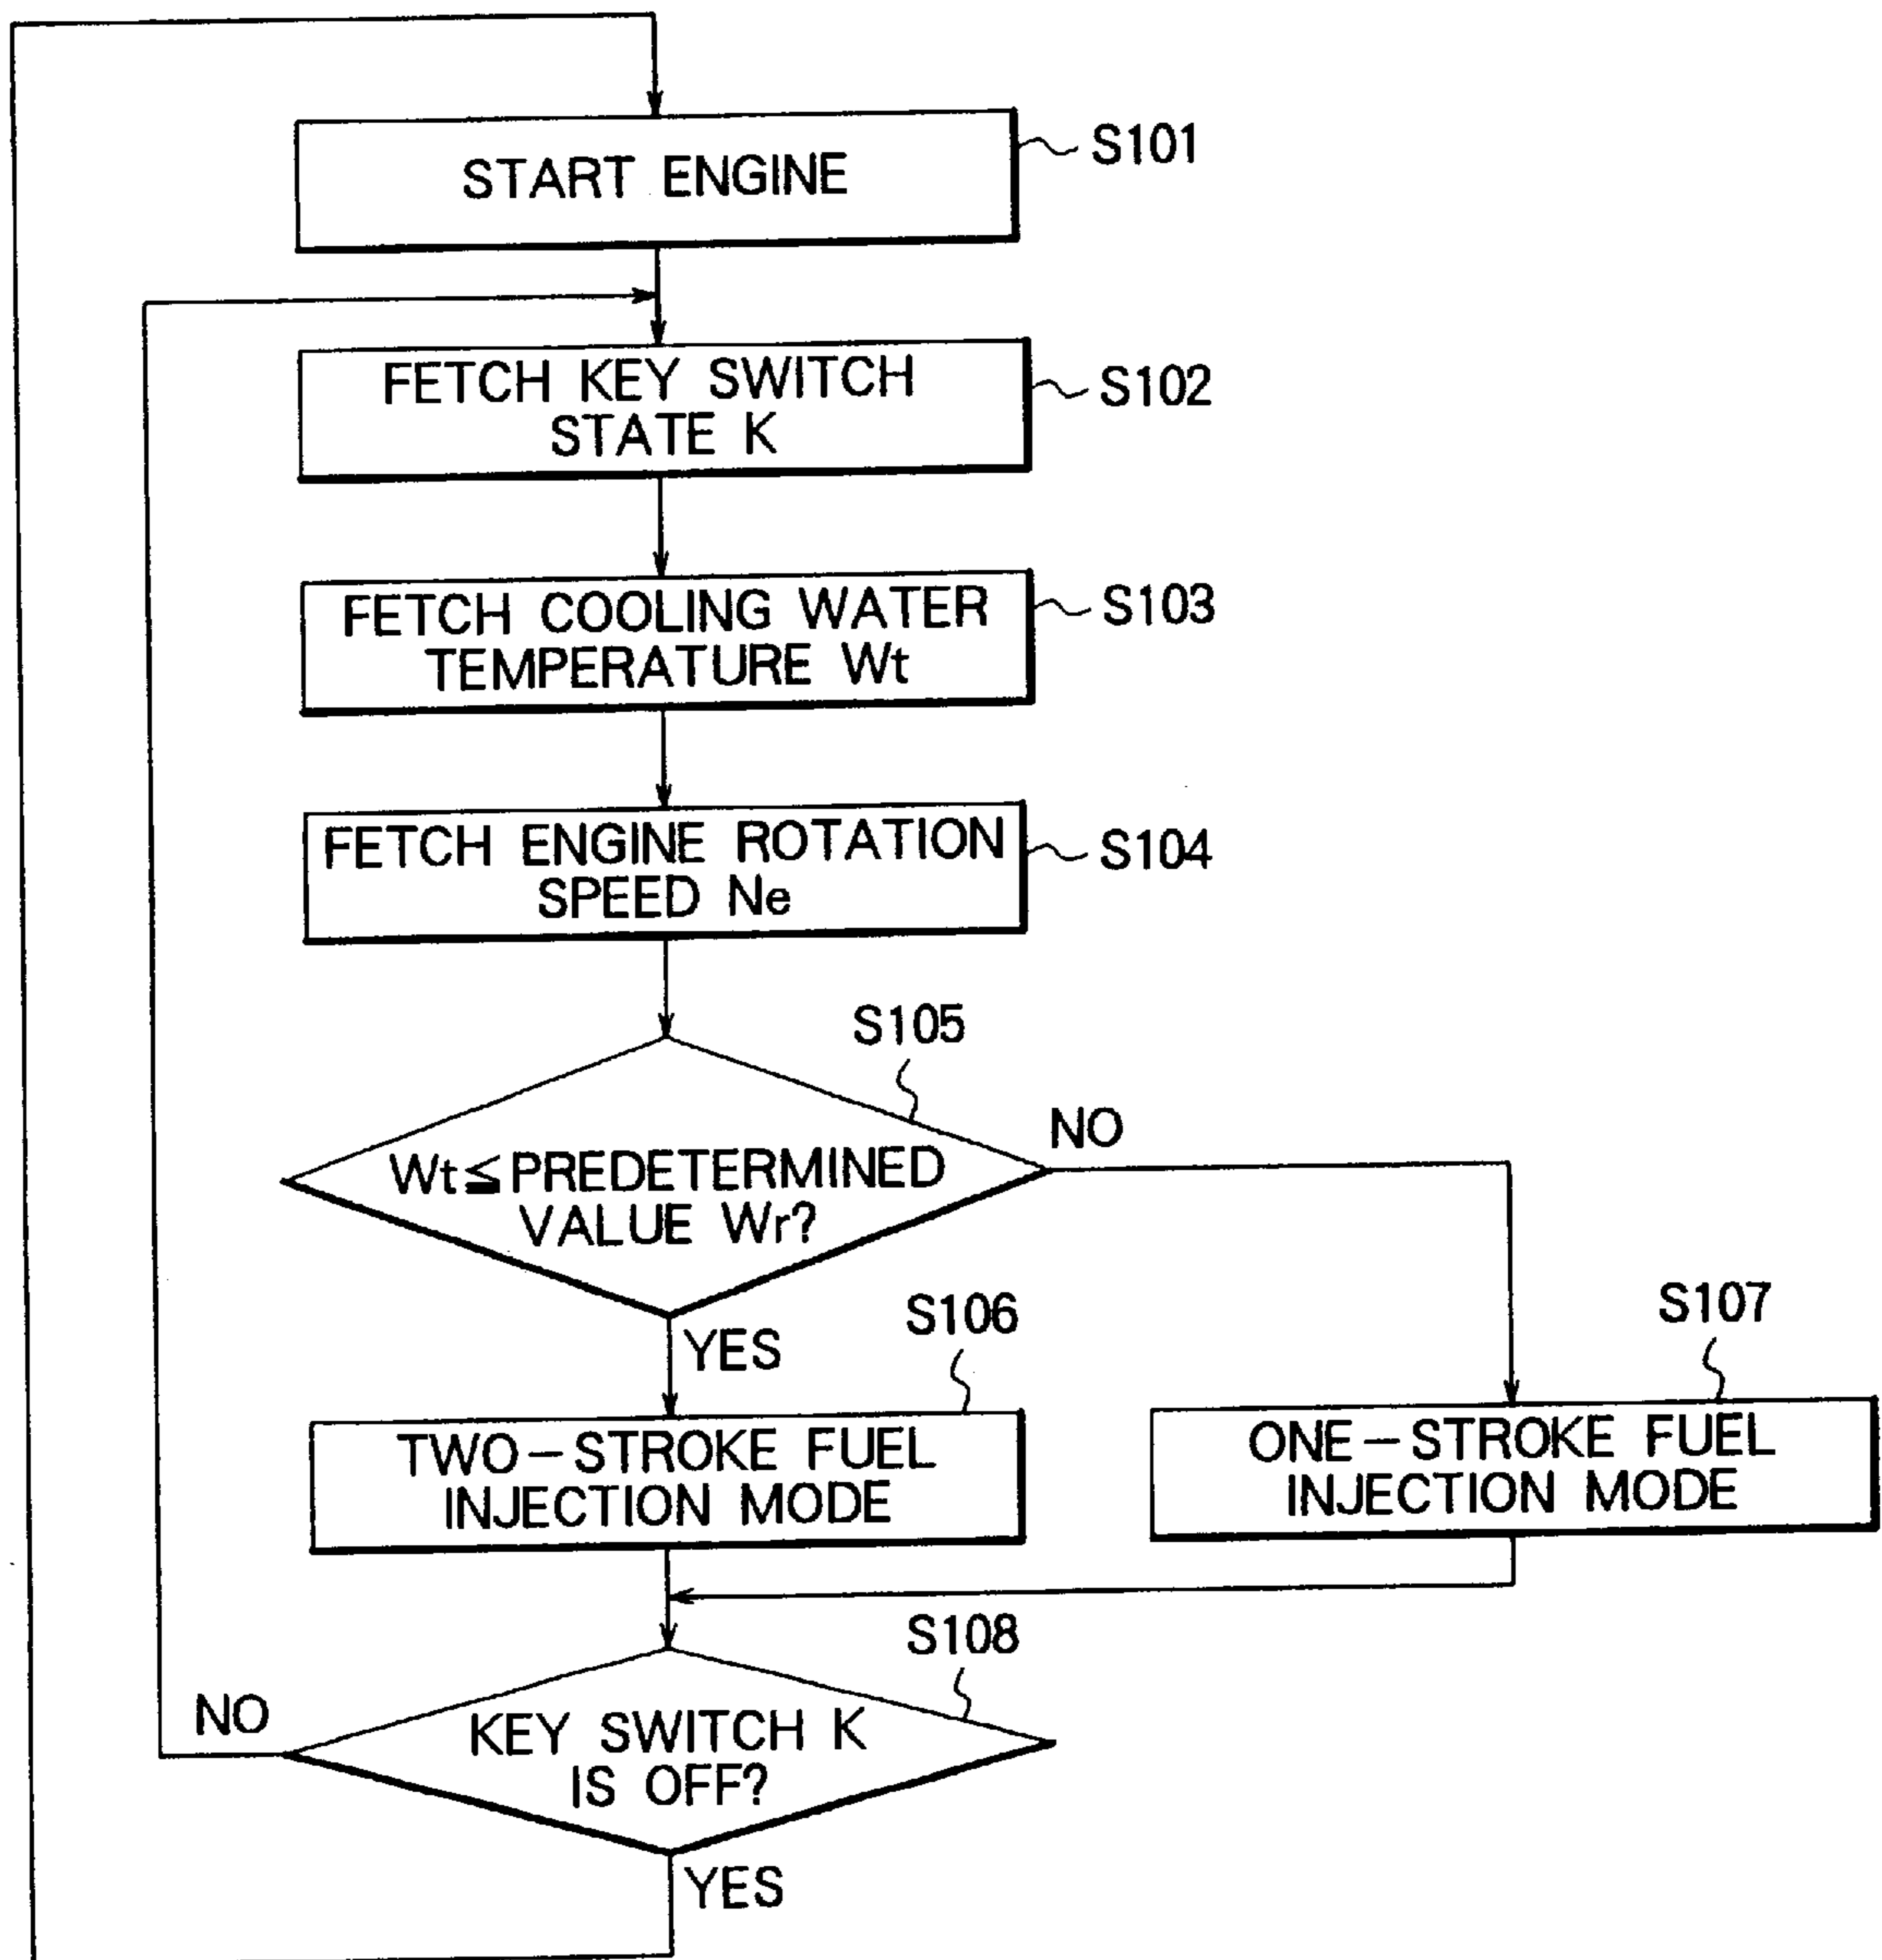 START ENGINE
S101
FETCH KEY SWITCH
STATE K
S102
FETCH COOLING WATER
TEMPERATURE Wt
S103
FETCH ENGINE ROTATION
SPEED Ne
S104
S105
Wt≦PREDETERMINED
VALUE Wr?
NO
YES
S106
TWO-STROKE FUEL
INJECTION MODE
S107
ONE-STROKE FUEL
INJECTION MODE
S108
KEY SWITCH K
IS OFF?
NO
YES